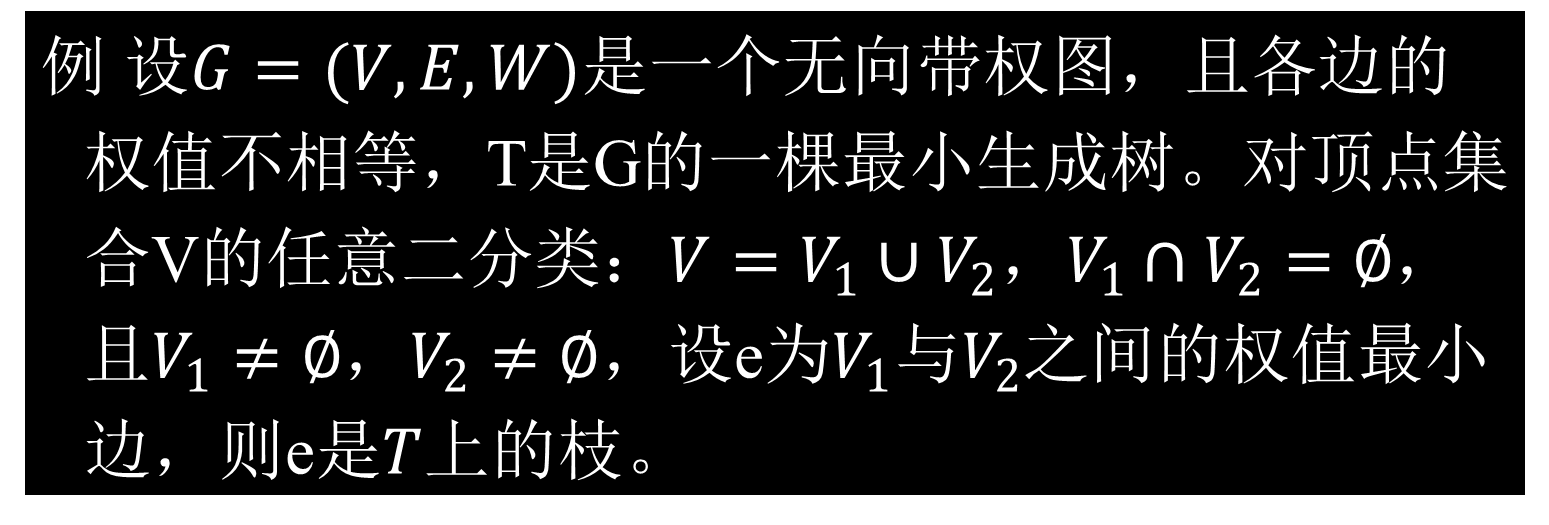 例 设G = (V, E, W)是一个无向带权图，且各边的
权值不相等，T是G的一棵最小生成树。对顶点集
合V的任意二分类：V = V₁ ∪ V₂，V₁ ∩ V₂ = ∅，
且V₁ ≠ ∅，V₂ ≠ ∅，设e为V₁与V₂之间的权值最小
边，则e是T上的枝。